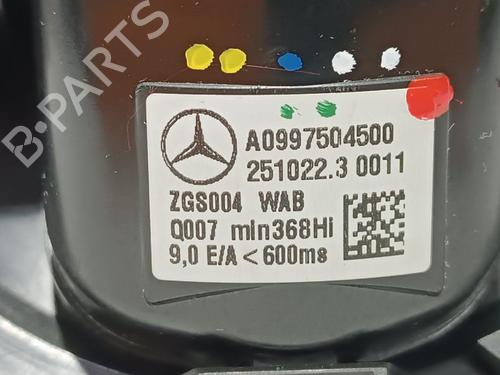 B-PARTS
A0997504500
251022.3 0011
ZGS004 WAB
Q007 min368Hi
9,0 E/A < 600ms